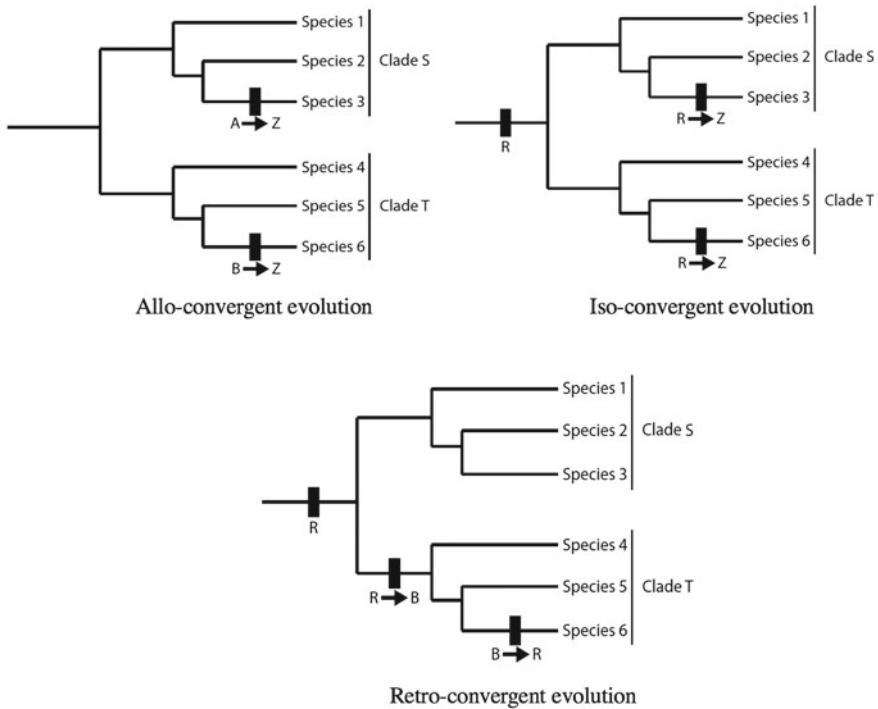 Species 1
Species 2
Clade S
Species 3
A → Z
Species 4
Species 5
Clade T
Species 6
B → Z
Allo-convergent evolution
Species 1
Species 2
Clade S
Species 3
R → Z
R
Species 4
Species 5
Clade T
Species 6
R → Z
Iso-convergent evolution
Species 1
Species 2
Clade S
Species 3
R
Species 4
R → B
Species 5
Clade T
Species 6
B → R
Retro-convergent evolution